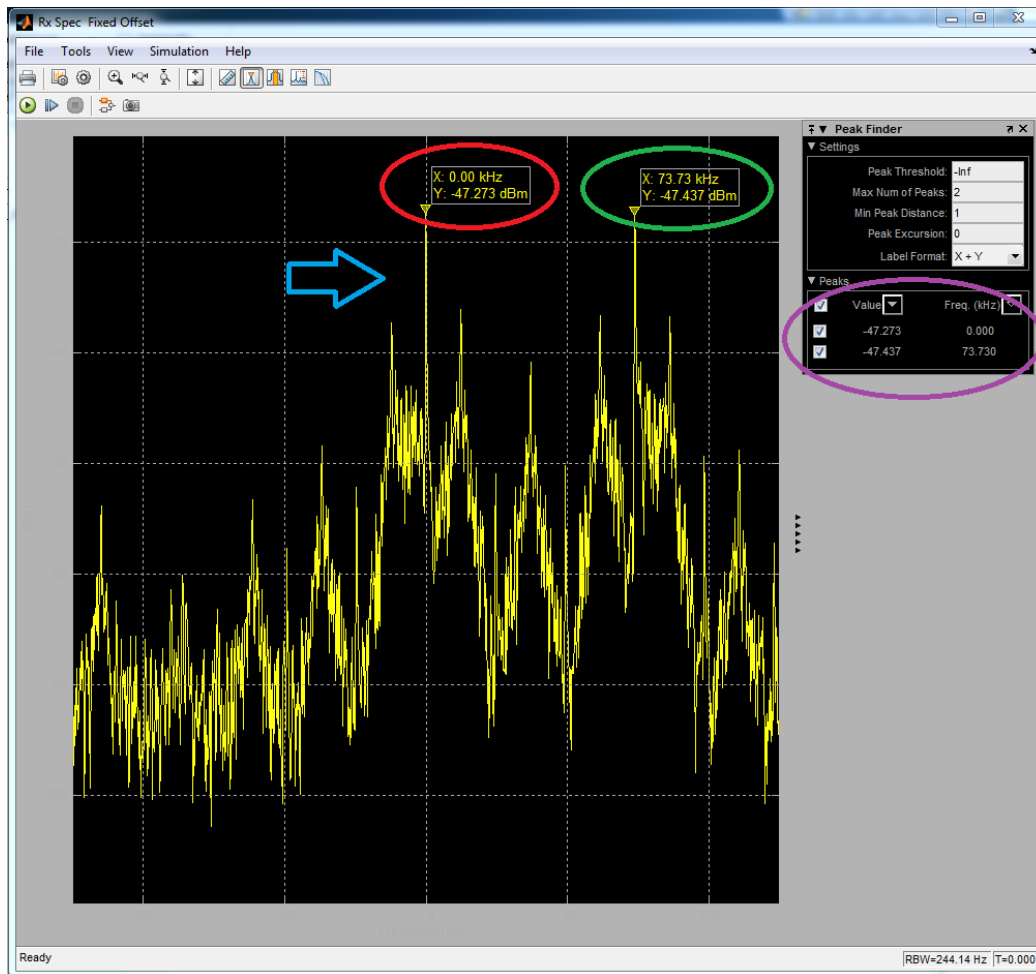 Rx Spec Fixed Offset
File Tools View Simulation Help
X: 0.00 kHz
Y: -47.273 dBm
X: 73.73 kHz
Y: -47.437 dBm
Peak Finder
Settings
Peak Threshold: -Inf
Max Num of Peaks: 2
Min Peak Distance: 1
Peak Excursion: 0
Label Format: X + Y
Peaks
Value Freq. (kHz)
-47.273 0.000
-47.437 73.730
Ready
RBW=244.14 Hz